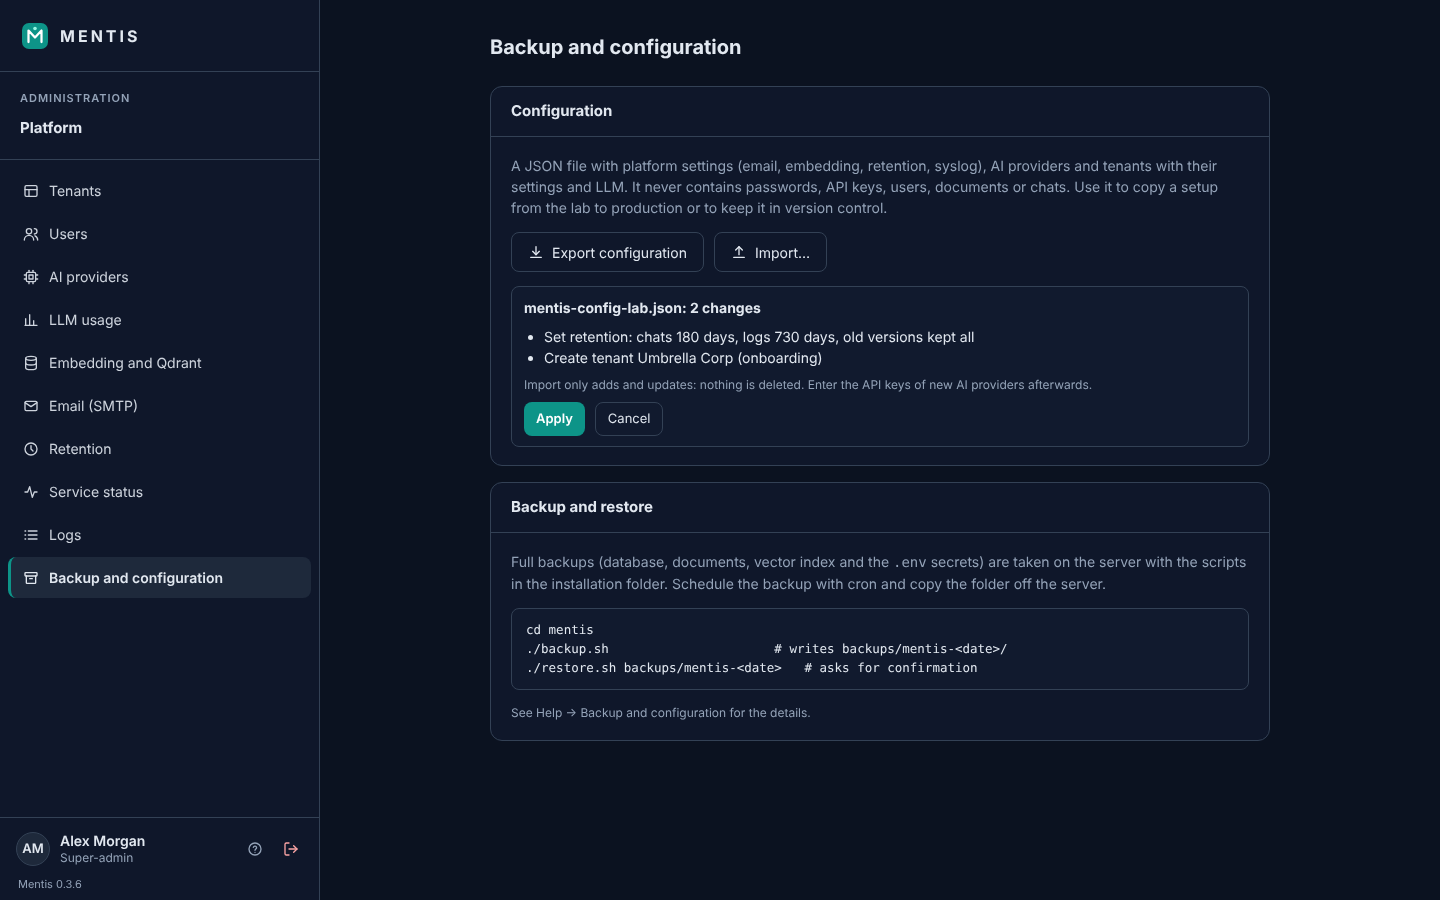 MENTIS
ADMINISTRATION
Platform
Tenants
Users
AI providers
LLM usage
Embedding and Qdrant
Email (SMTP)
Retention
Service status
Logs
Backup and configuration
AM
Alex Morgan
Super-admin
Mentis 0.3.6
Backup and configuration
Configuration
A JSON file with platform settings (email, embedding, retention, syslog), AI providers and tenants with their
settings and LLM. It never contains passwords, API keys, users, documents or chats. Use it to copy a setup
from the lab to production or to keep it in version control.
Export configuration
Import...
mentis-config-lab.json: 2 changes
• Set retention: chats 180 days, logs 730 days, old versions kept all
• Create tenant Umbrella Corp (onboarding)
Import only adds and updates: nothing is deleted. Enter the API keys of new AI providers afterwards.
Apply
Cancel
Backup and restore
Full backups (database, documents, vector index and the .env secrets) are taken on the server with the scripts
in the installation folder. Schedule the backup with cron and copy the folder off the server.
cd mentis
./backup.sh                      # writes backups/mentis-<date>/
./restore.sh backups/mentis-<date>   # asks for confirmation
See Help → Backup and configuration for the details.